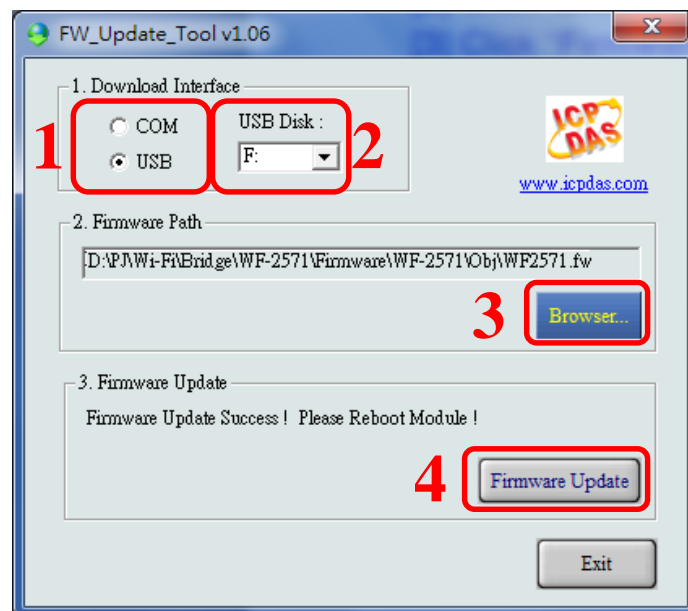 FW_Update_Tool v1.06
x
1. Download Interface
1
COM
USB
USB Disk :
F:
2
ICP
DAS
www.icpdas.com
2. Firmware Path
:D:\PJ\Wi-Fi\Bridge\WF-2571\Firmware\WF-2571\Obj\WF2571.fw
3
Browser...
3. Firmware Update
Firmware Update Success ! Please Reboot Module !
4
Firmware Update
Exit